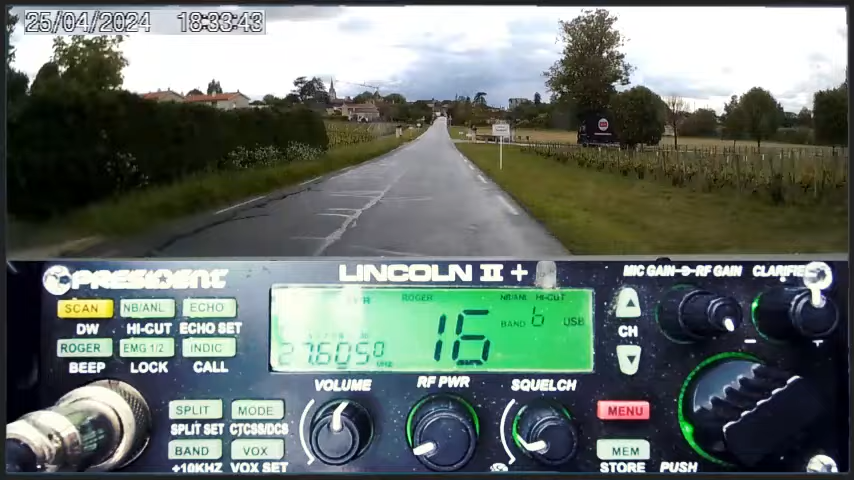 25/04/2024 18:33:43
PRESIDENT LINCOLN II + MIC GAIN RF GAIN CLARIFIER
SCAN NB/ANL ECHO
DW HI-CUT ECHO SET
ROGER EMG 1/2 INDIC
BEEP LOCK CALL
ROGER NB/ANL HI-CUT
16 BAND 6 USB
27.6050
CH
VOLUME RF PWR SQUELCH
SPLIT MODE
SPLIT SET CTCSS/DCS
BAND VOX
+10KHZ VOX SET
MENU
MEM
STORE PUSH